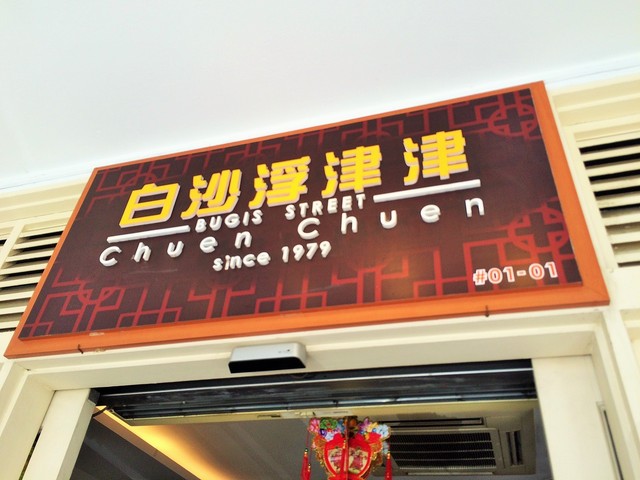 白沙浮津津
BUGIS STREET
Chuen Chuen
since 1979
#01-01